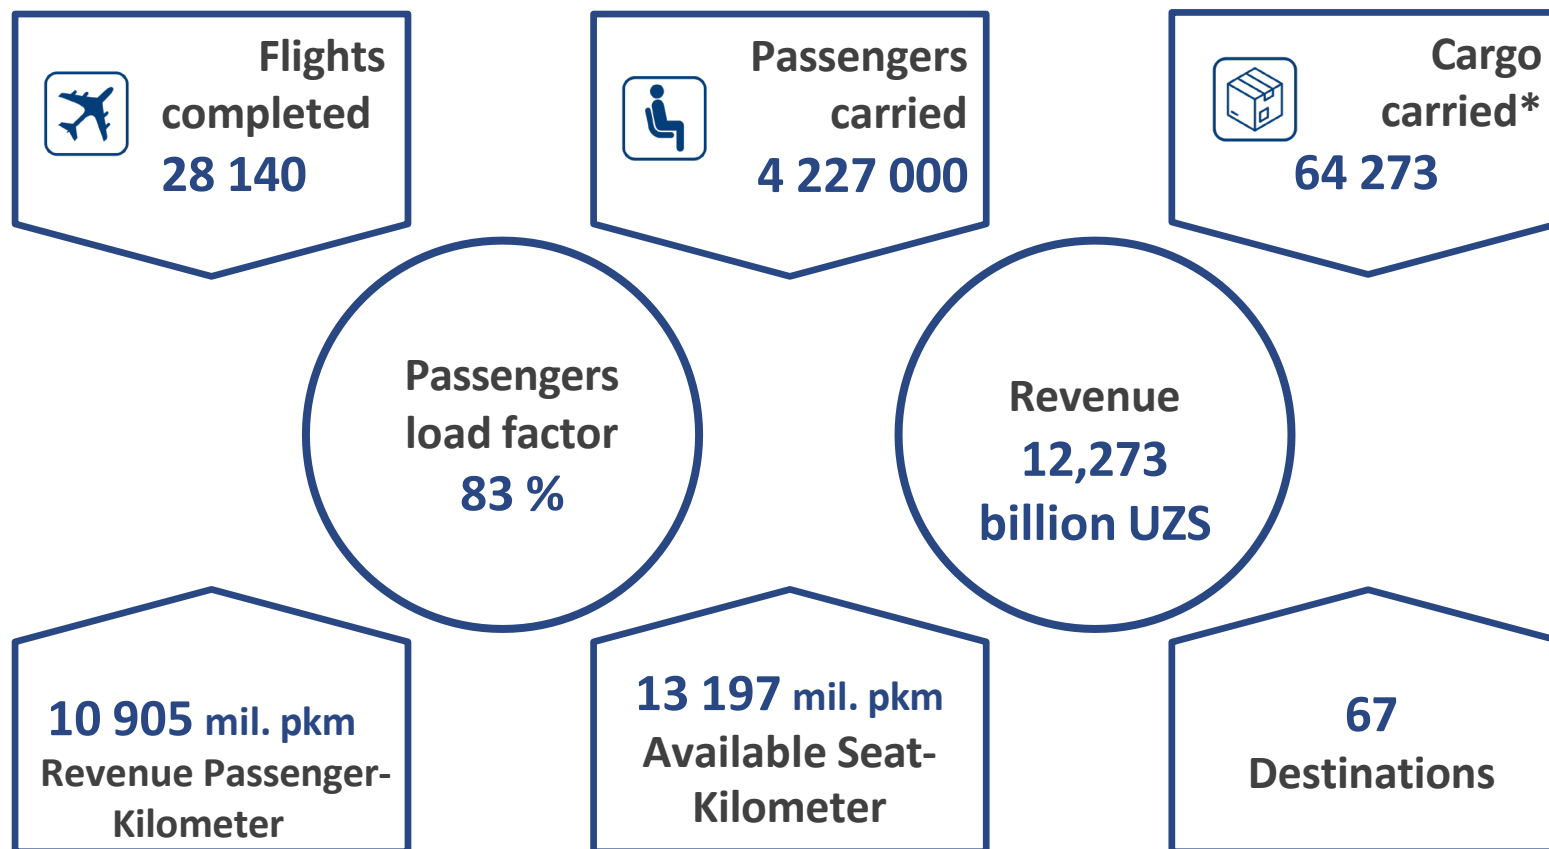 Flights
completed
28 140
Passengers
carried
4 227 000
Cargo
carried*
64 273
Passengers
load factor
83 %
Revenue
12,273
billion UZS
10 905 mil. pkm
Revenue Passenger-
Kilometer
13 197 mil. pkm
Available Seat-
Kilometer
67
Destinations